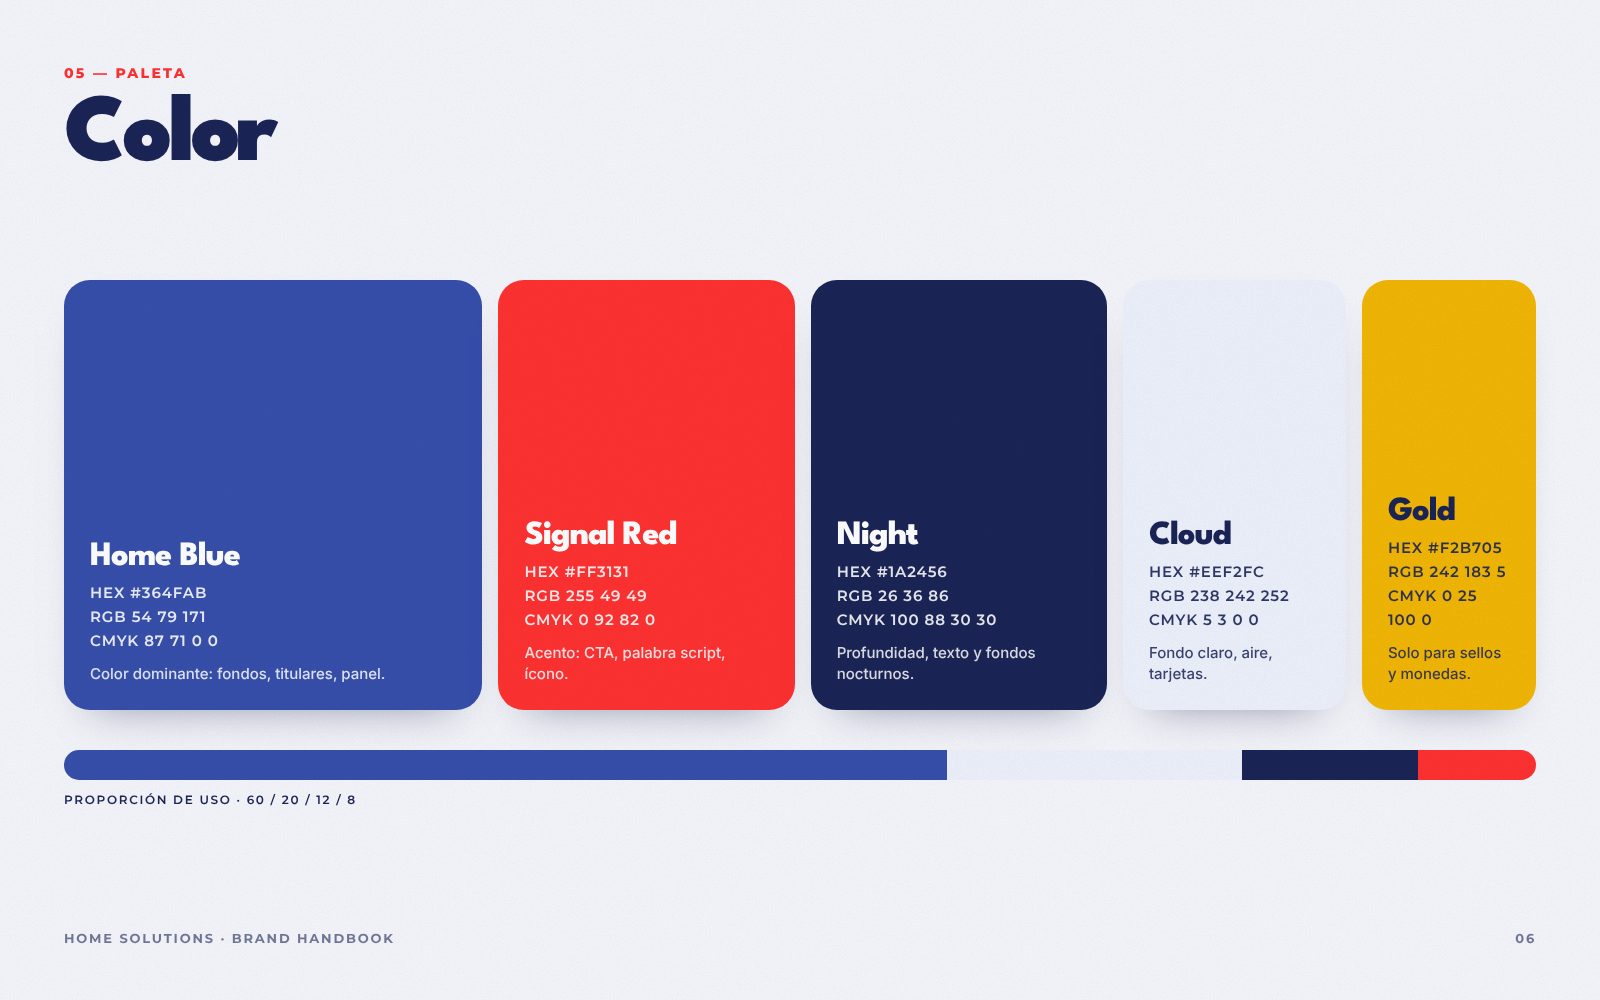 05 — PALETA
Color
Home Blue
HEX #364FAB
RGB 54 79 171
CMYK 87 71 0 0
Color dominante: fondos, titulares, panel.
Signal Red
HEX #FF3131
RGB 255 49 49
CMYK 0 92 82 0
Acento: CTA, palabra script,
ícono.
Night
HEX #1A2456
RGB 26 36 86
CMYK 100 88 30 30
Profundidad, texto y fondos
nocturnos.
Cloud
HEX #EEF2FC
RGB 238 242 252
CMYK 5 3 0 0
Fondo claro, aire,
tarjetas.
Gold
HEX #F2B705
RGB 242 183 5
CMYK 0 25
100 0
Solo para sellos
y monedas.
PROPORCIÓN DE USO · 60 / 20 / 12 / 8
HOME SOLUTIONS · BRAND HANDBOOK
06